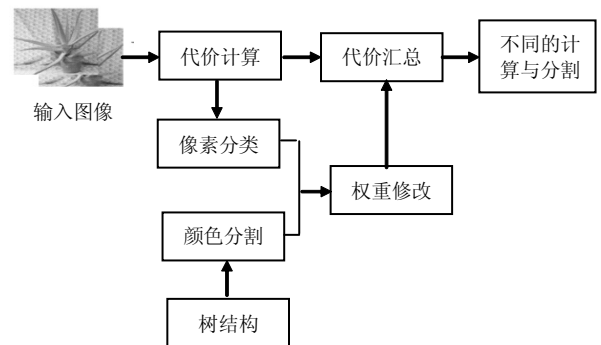 代价计算
代价汇总
不同的计
算与分割
输入图像
像素分类
权重修改
颜色分割
树结构